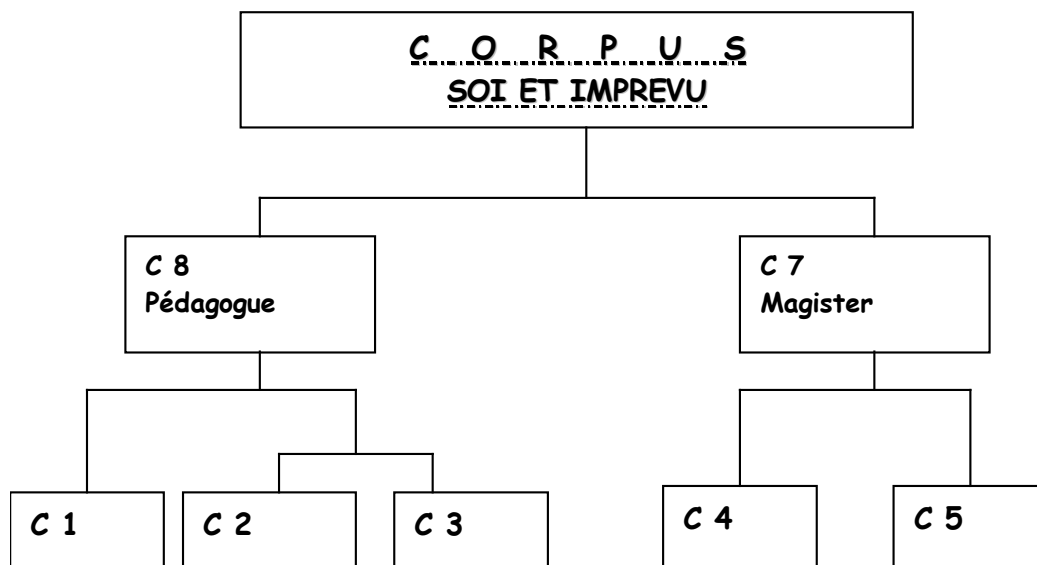 C O R P U S
SOI ET IMPREVU
C 8
Pédagogue
C 7
Magister
C 1
C 2
C 3
C 4
C 5